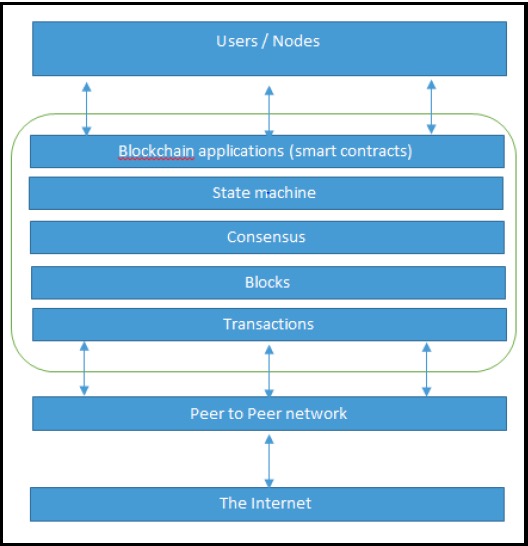 Users / Nodes
Blockchain applications (smart contracts)
State machine
Consensus
Blocks
Transactions
Peer to Peer network
The Internet